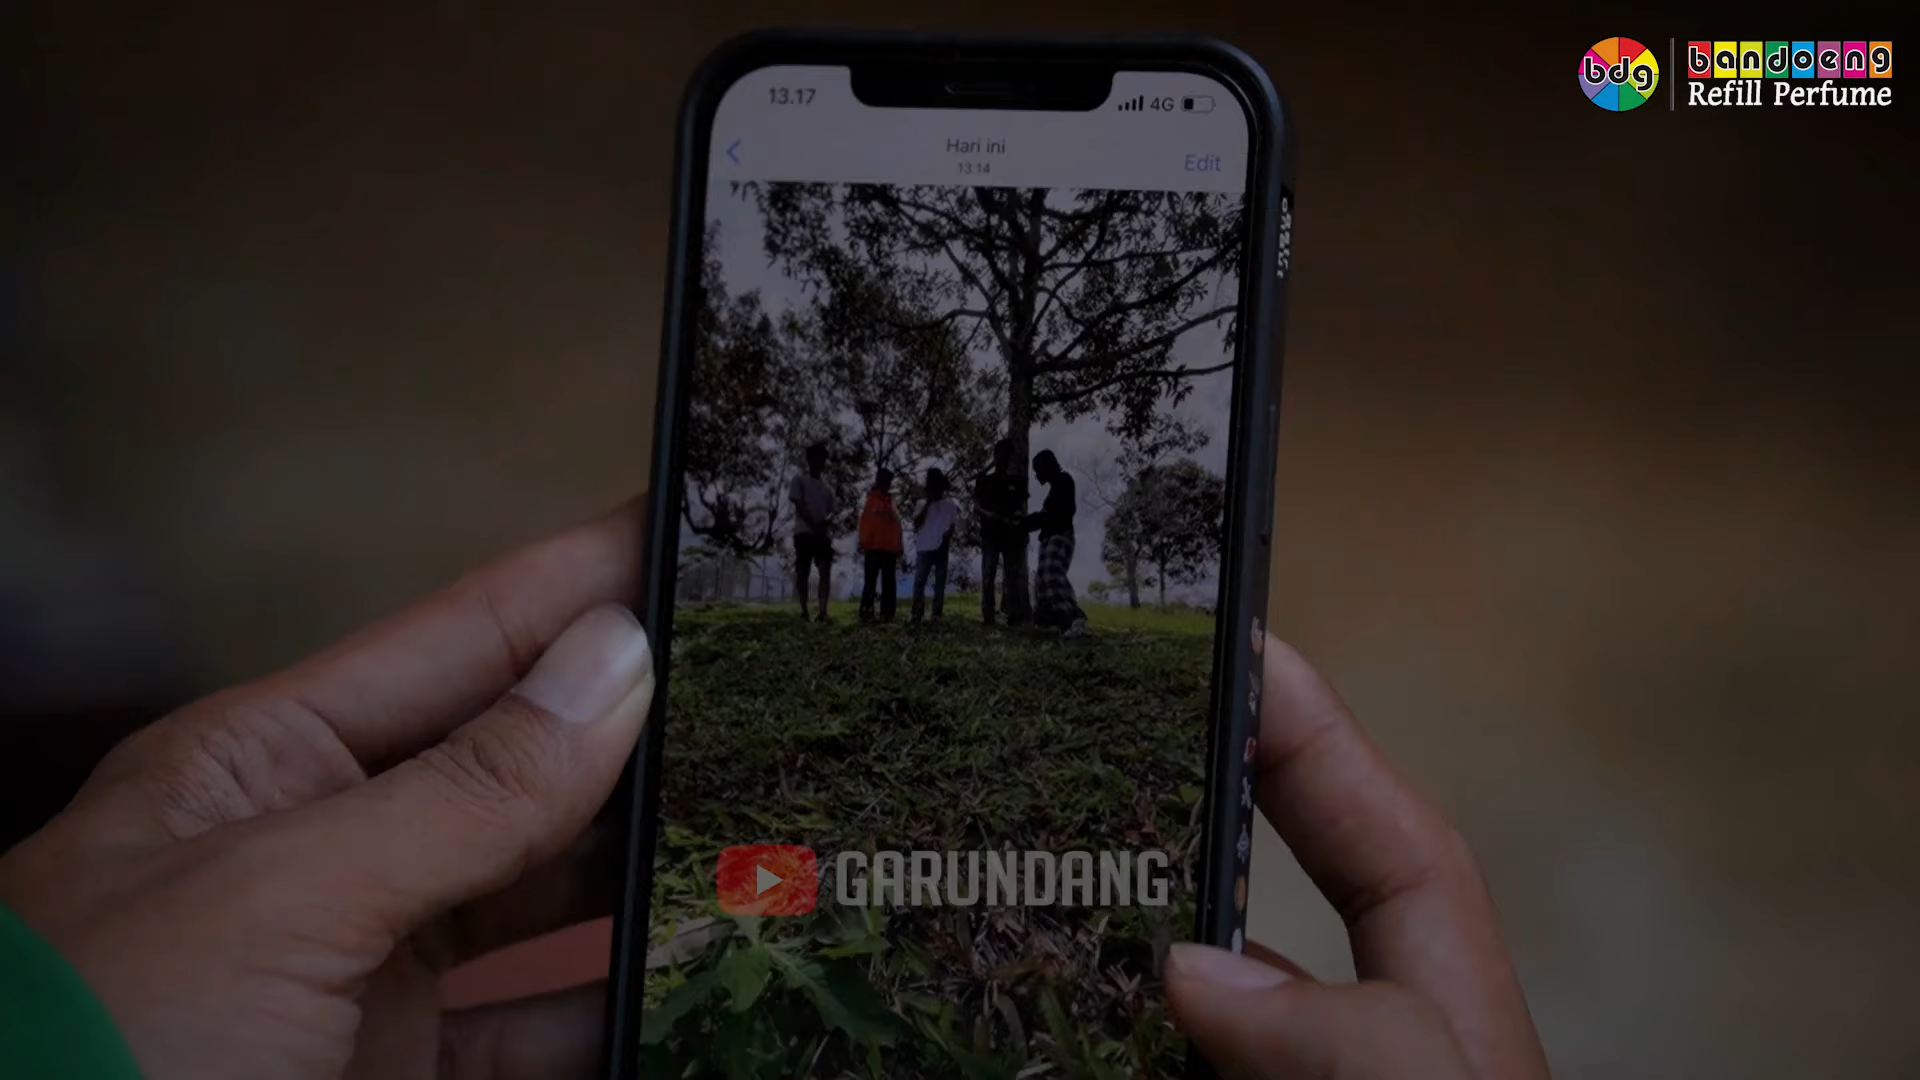 bdg
bandoeng
Refill Perfume
13.17
4G
Hari ini
13.14
Edit
GARUNDANG